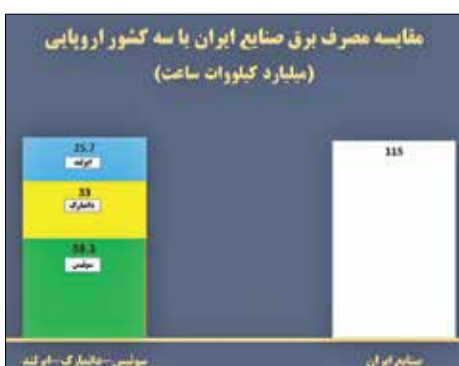 مقایسه مصرف برق صنایع ایران با سه کشور اروپایی
(میلیارد کیلووات ساعت)
115
25.7
ایرلند
33
دانمارک
58.3
سوئیس
صنایع ایران
سوئیس-دانمارک-ایرلند